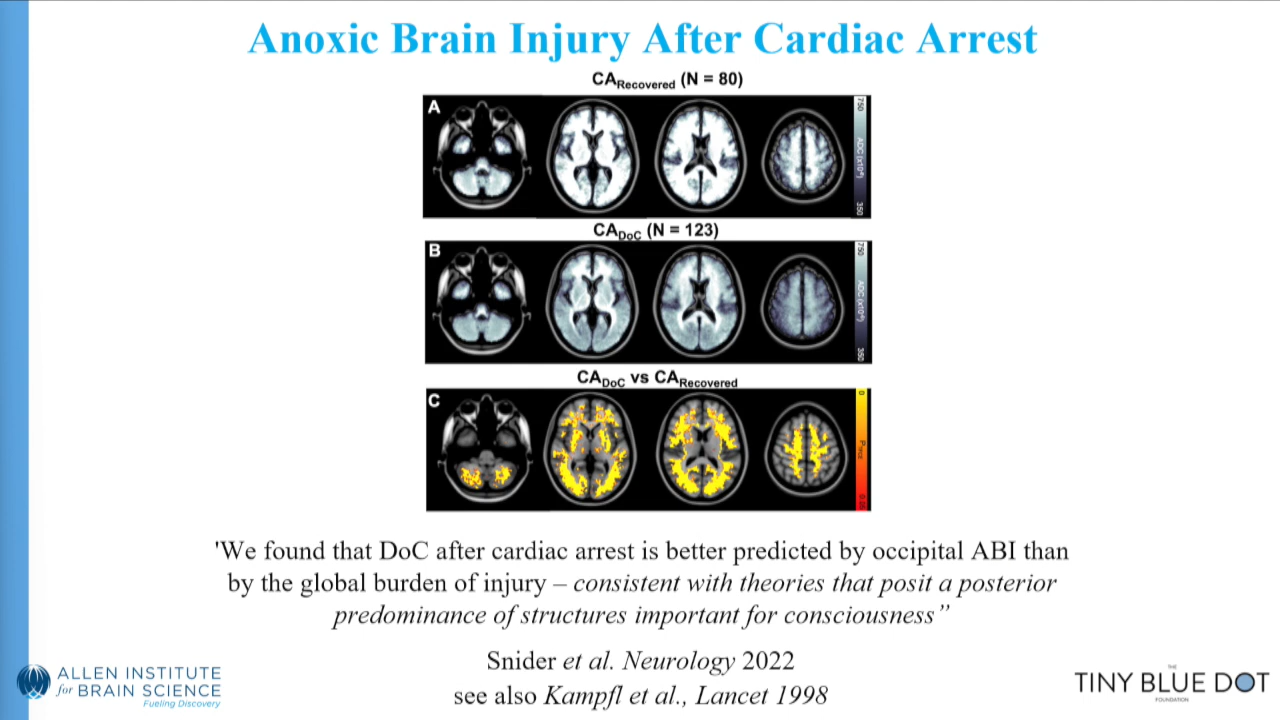 Anoxic Brain Injury After Cardiac Arrest
CARecovered (N = 80)
A
750
ADC (x10⁻⁶)
350
CADoC (N = 123)
B
750
ADC (x10⁻⁶)
350
CADoC vs CARecovered
C
0
0.05
'We found that DoC after cardiac arrest is better predicted by occipital ABI than
by the global burden of injury – consistent with theories that posit a posterior
predominance of structures important for consciousness”
Snider et al. Neurology 2022
see also Kampfl et al., Lancet 1998
ALLEN INSTITUTE
for BRAIN SCIENCE
Fueling Discovery
THE
TINY BLUE DOT
FOUNDATION